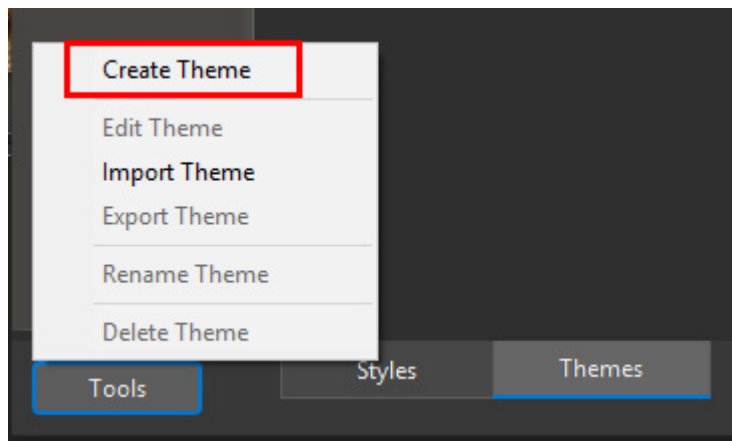 Create Theme
Edit Theme
Import Theme
Export Theme
Rename Theme
Delete Theme
Tools
Styles
Themes